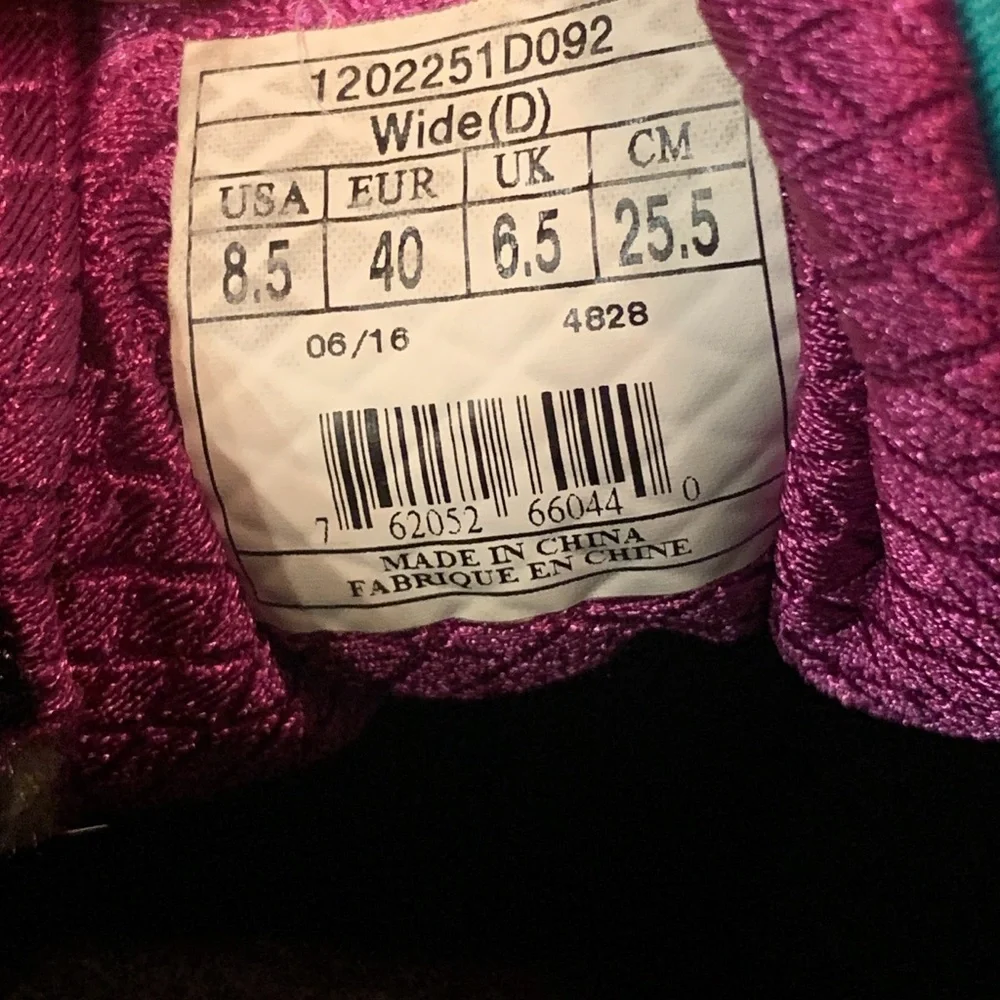 1202251D092
Wide(D)
USA EUR UK CM
8.5 40 6.5 25.5
06/16 4828
7 62052 66044 0
MADE IN CHINA
FABRIQUE EN CHINE